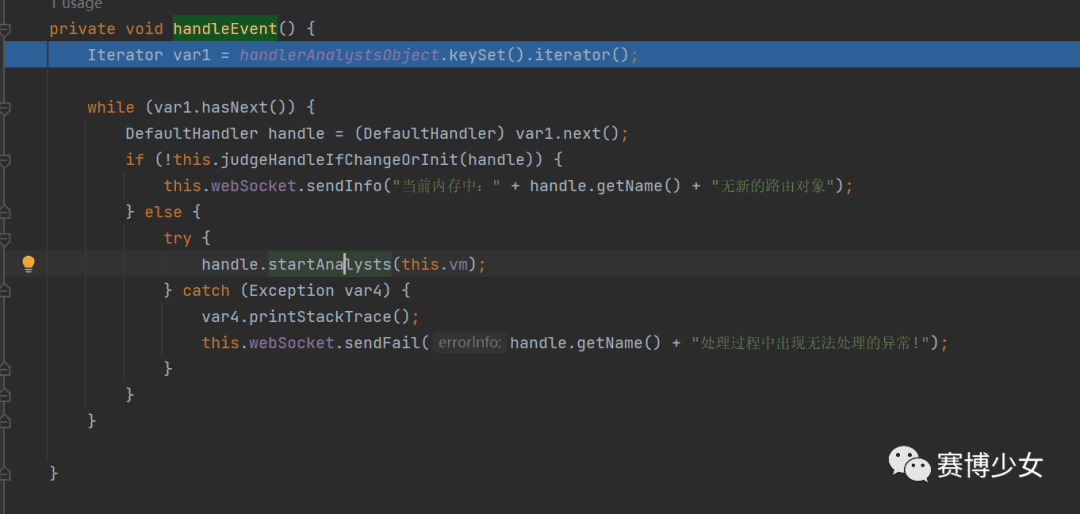 1 usage
private void handleEvent() {
Iterator var1 = handlerAnalystsObject.keySet().iterator();
while (var1.hasNext()) {
DefaultHandler handle = (DefaultHandler) var1.next();
if (!this.judgeHandleIfChangeOrInit(handle)) {
this.webSocket.sendInfo("当前内存中：" + handle.getName() + "无新的路由对象");
} else {
try {
handle.startAnalysts(this.vm);
} catch (Exception var4) {
var4.printStackTrace();
this.webSocket.sendFail( errorInfo: handle.getName() + "处理过程中出现无法处理的异常!");
}
}
}
}
赛博少女